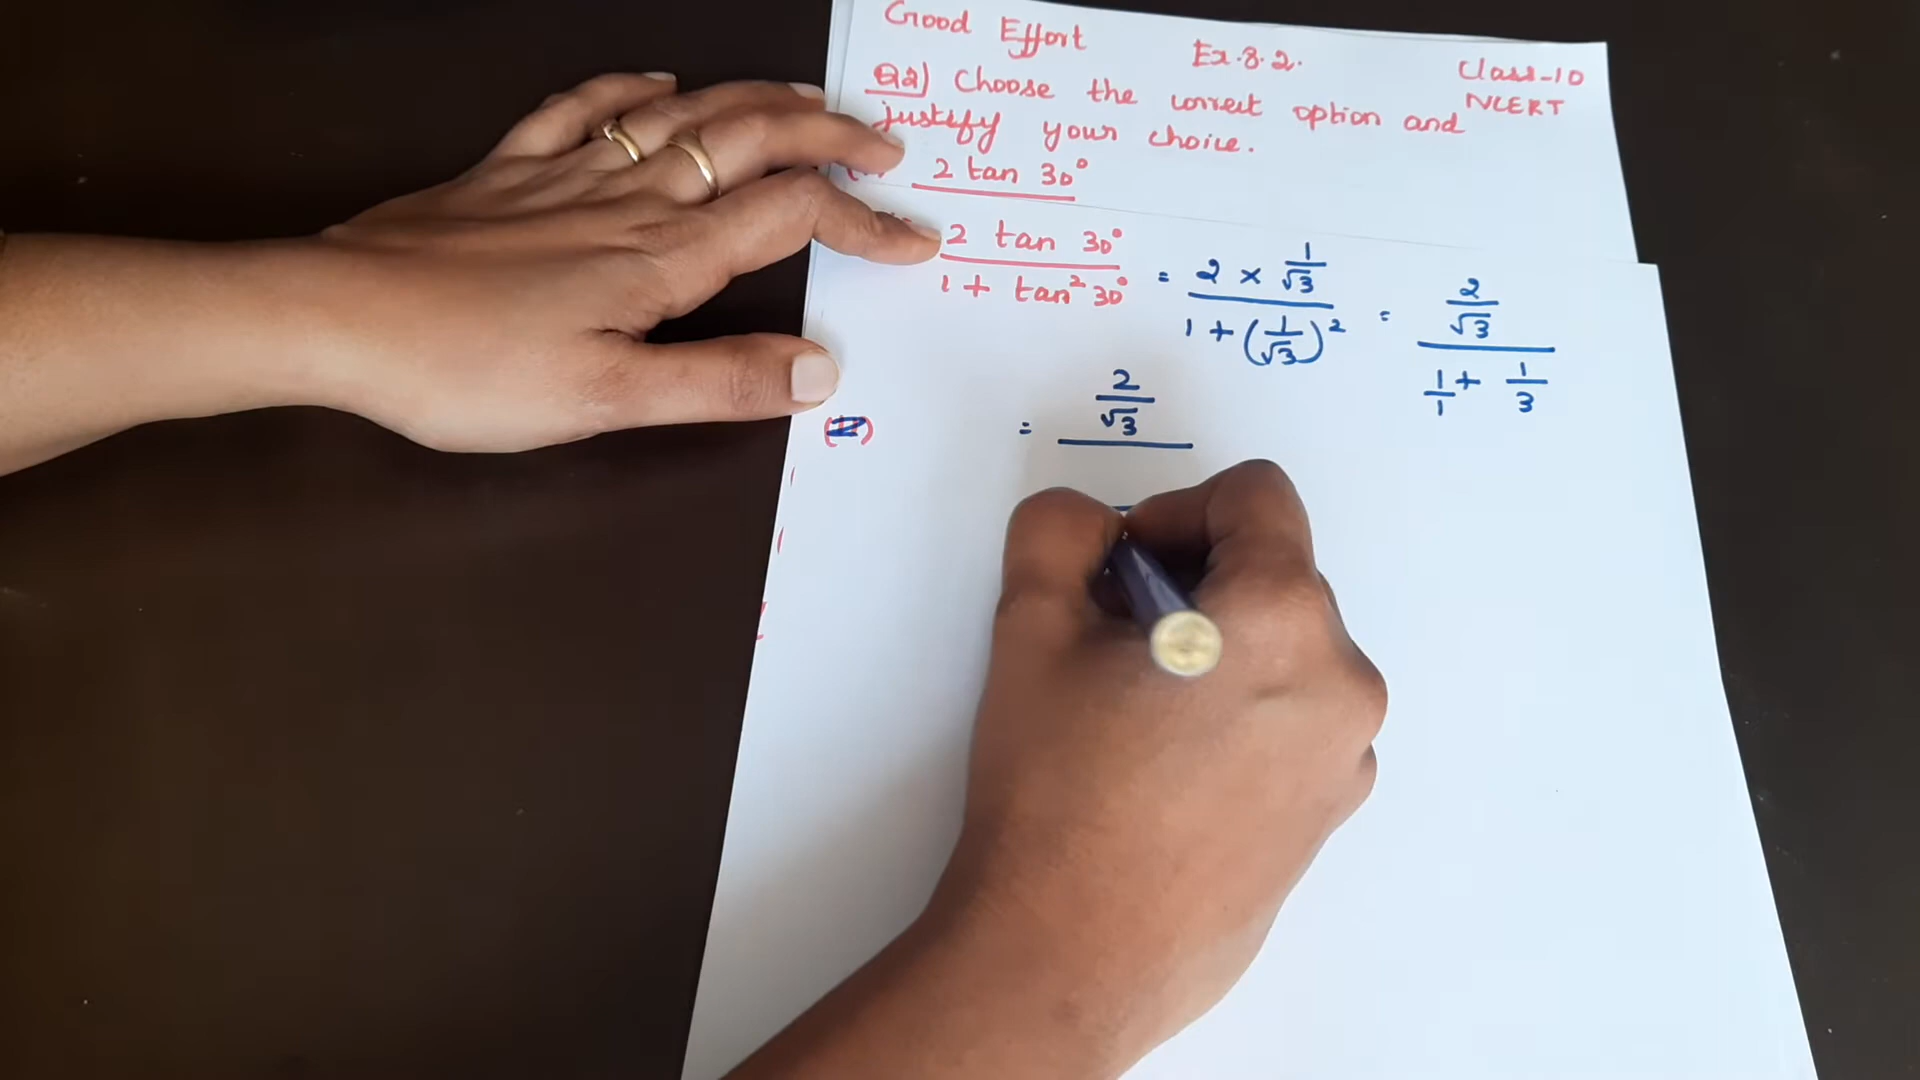 Good Effort Ex.8.2. Class-10
NCERT
Q2) Choose the correct option and
justify your choice.
2 tan 30°
2 tan 30° / 1 + tan² 30° = 2 × 1/√3 / 1 + (1/√3)² = 2/√3 / 1/1 + 1/3
= 2/√3